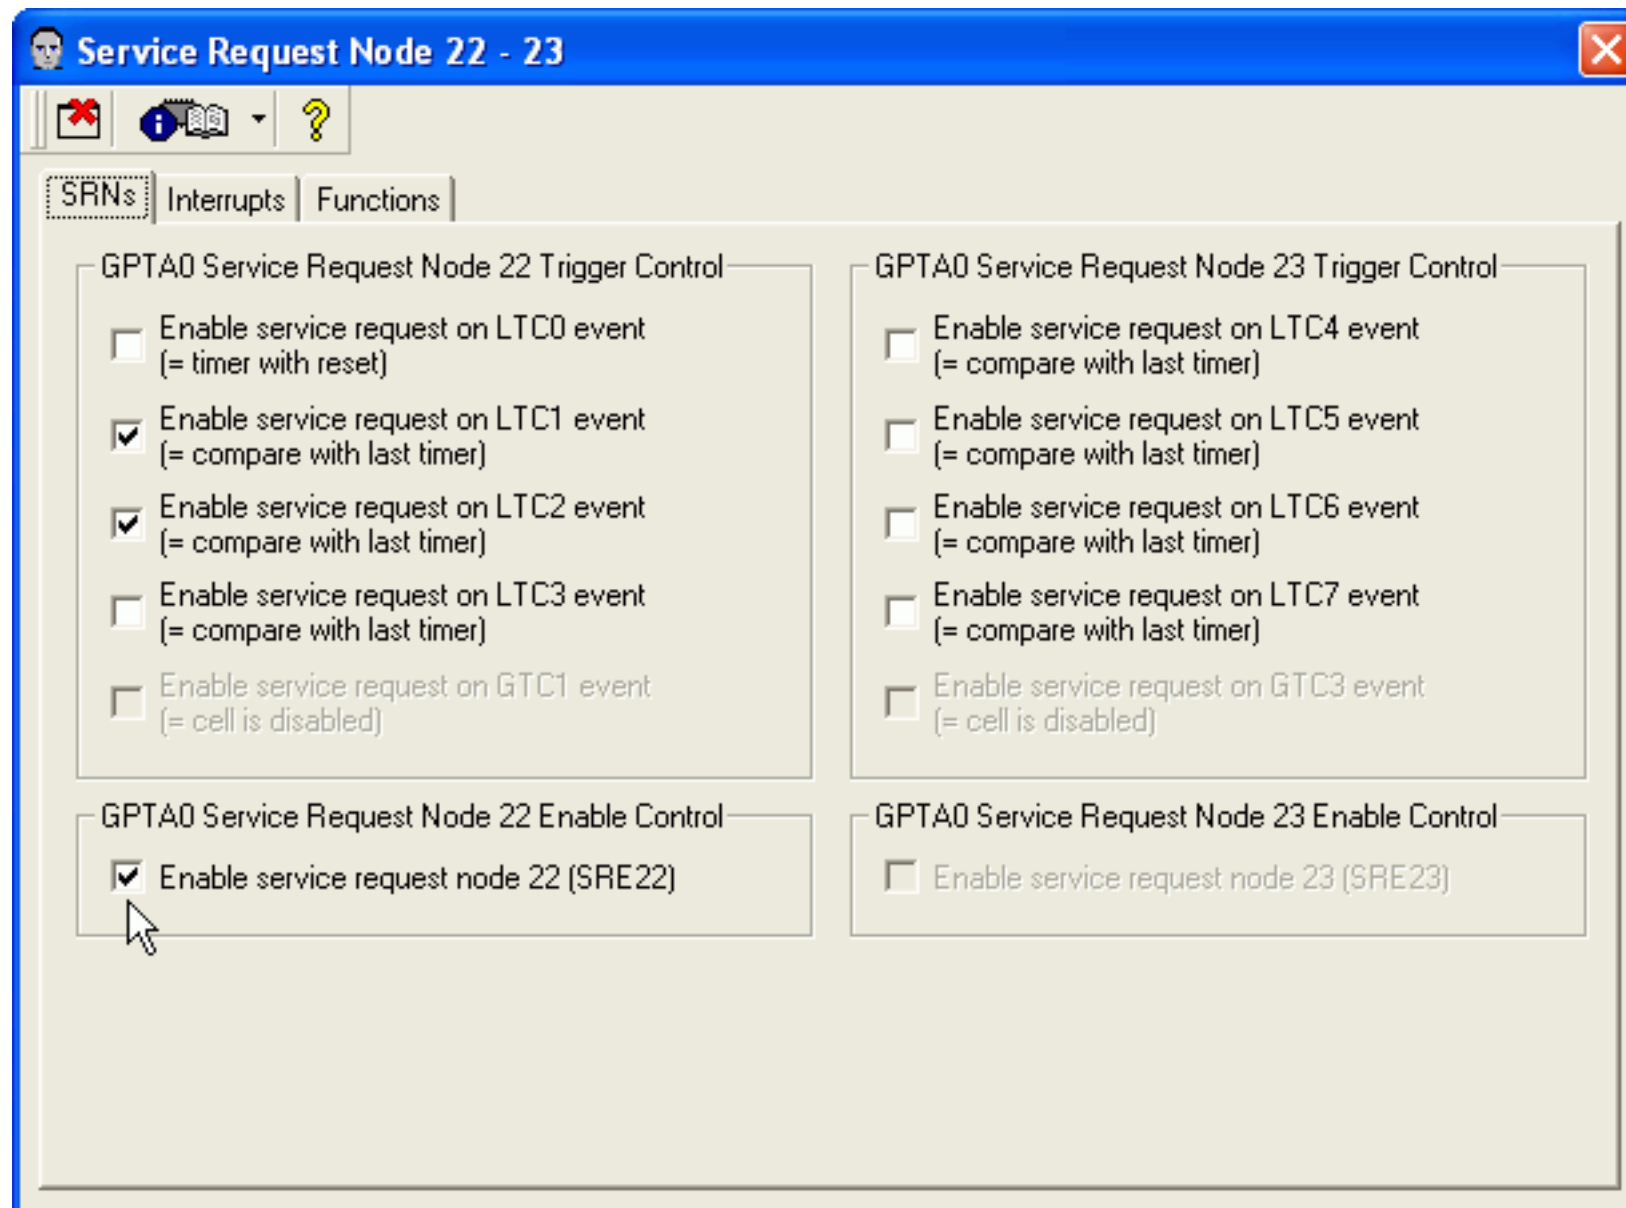 Service Request Node 22 - 23
SRNs
Interrupts
Functions
GPTA0 Service Request Node 22 Trigger Control
Enable service request on LTC0 event
(= timer with reset)
Enable service request on LTC1 event
(= compare with last timer)
Enable service request on LTC2 event
(= compare with last timer)
Enable service request on LTC3 event
(= compare with last timer)
Enable service request on GTC1 event
(= cell is disabled)
GPTA0 Service Request Node 23 Trigger Control
Enable service request on LTC4 event
(= compare with last timer)
Enable service request on LTC5 event
(= compare with last timer)
Enable service request on LTC6 event
(= compare with last timer)
Enable service request on LTC7 event
(= compare with last timer)
Enable service request on GTC3 event
(= cell is disabled)
GPTA0 Service Request Node 22 Enable Control
Enable service request node 22 (SRE22)
GPTA0 Service Request Node 23 Enable Control
Enable service request node 23 (SRE23)